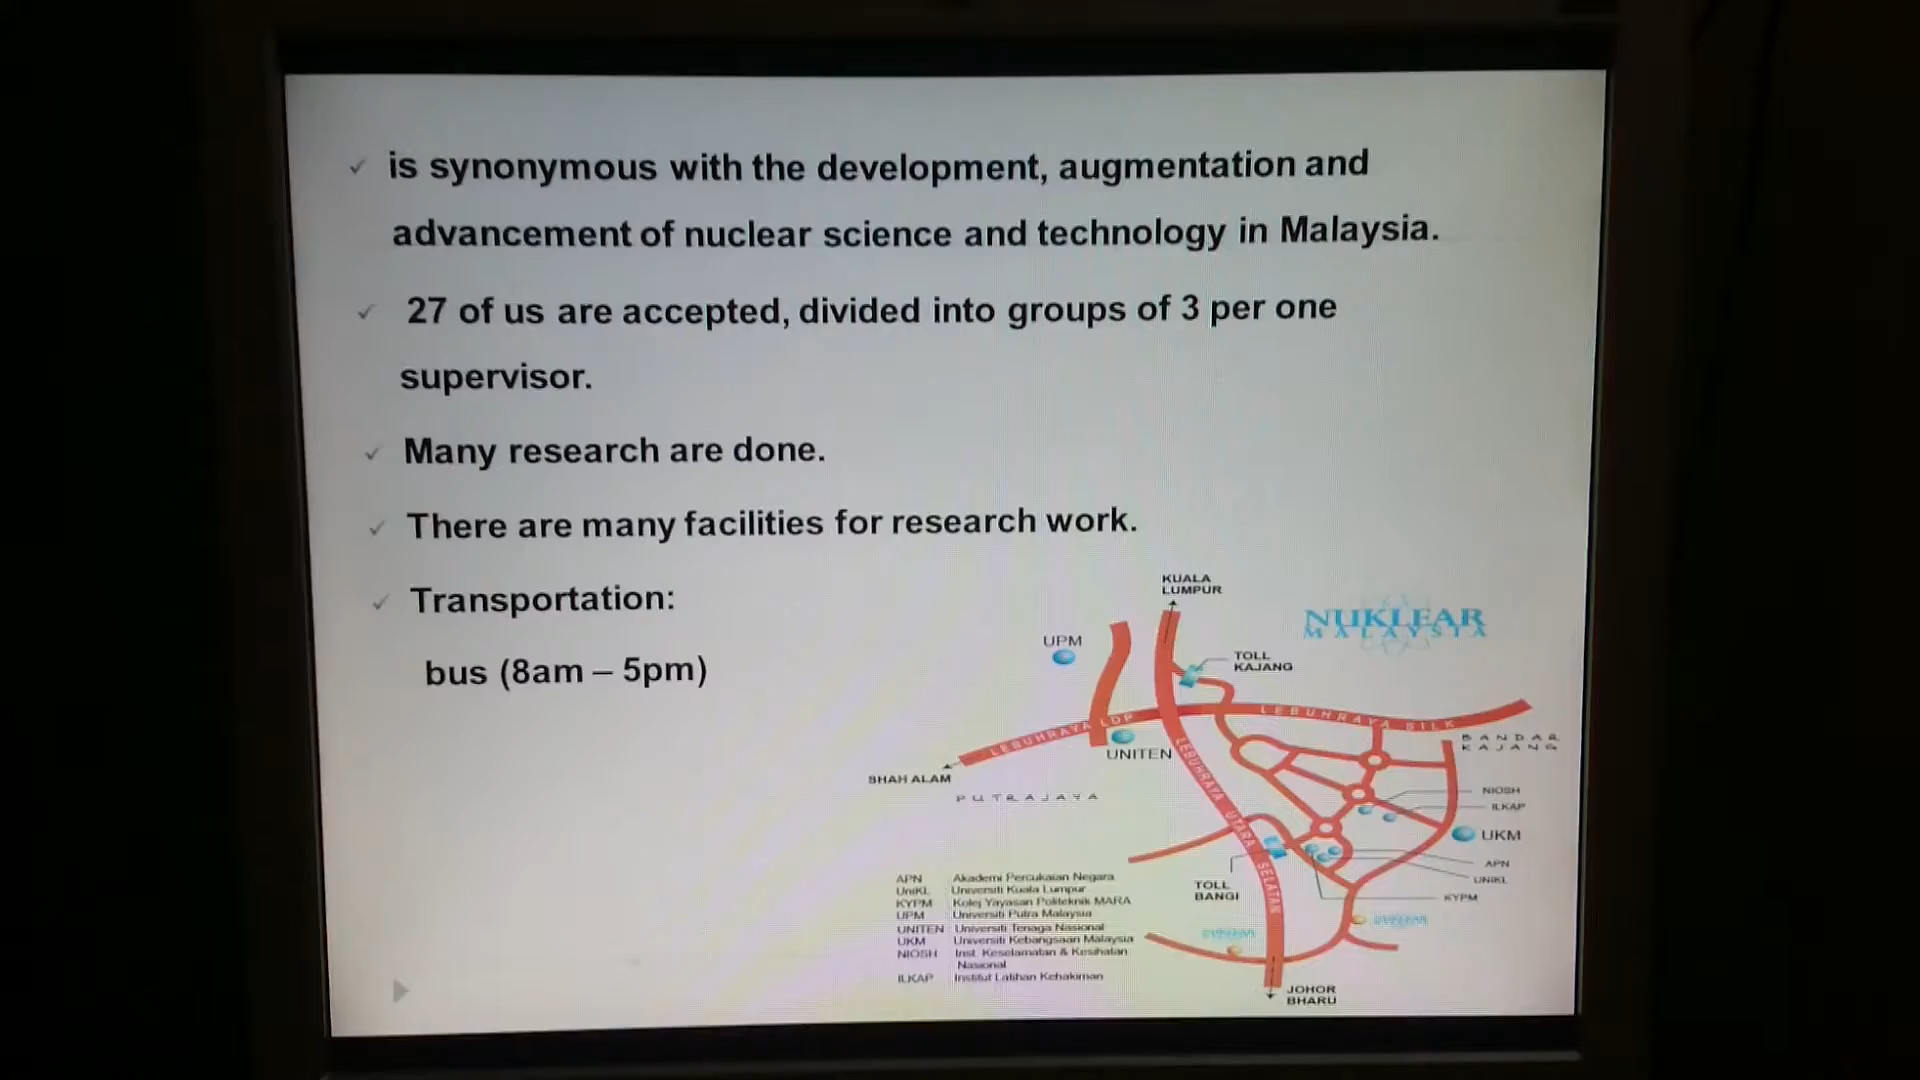 is synonymous with the development, augmentation and
advancement of nuclear science and technology in Malaysia.
27 of us are accepted, divided into groups of 3 per one
supervisor.
Many research are done.
There are many facilities for research work.
Transportation:
bus (8am – 5pm)
KUALA
LUMPUR
NUKLEAR
MALAYSIA
UPM
TOLL
KAJANG
LEBUHRAYA LDP
LEBUHRAYA SILK
BANDAR
KAJANG
UNITEN
SHAH ALAM
PUTRAJAYA
LEBUHRAYA UTARA SELATAN
NIOSH
ILKAP
UKM
APN
UNIKL
KYPM
TOLL
BANGI
APN Akademi Percukaian Negara
UniKL Universiti Kuala Lumpur
KYPM Kolej Yayasan Politeknik MARA
UPM Universiti Putra Malaysia
UNITEN Universiti Tenaga Nasional
UKM Universiti Kebangsaan Malaysia
NIOSH Inst. Keselamatan & Kesihatan
Nasional
ILKAP Institut Latihan Kehakiman
JOHOR
BHARU